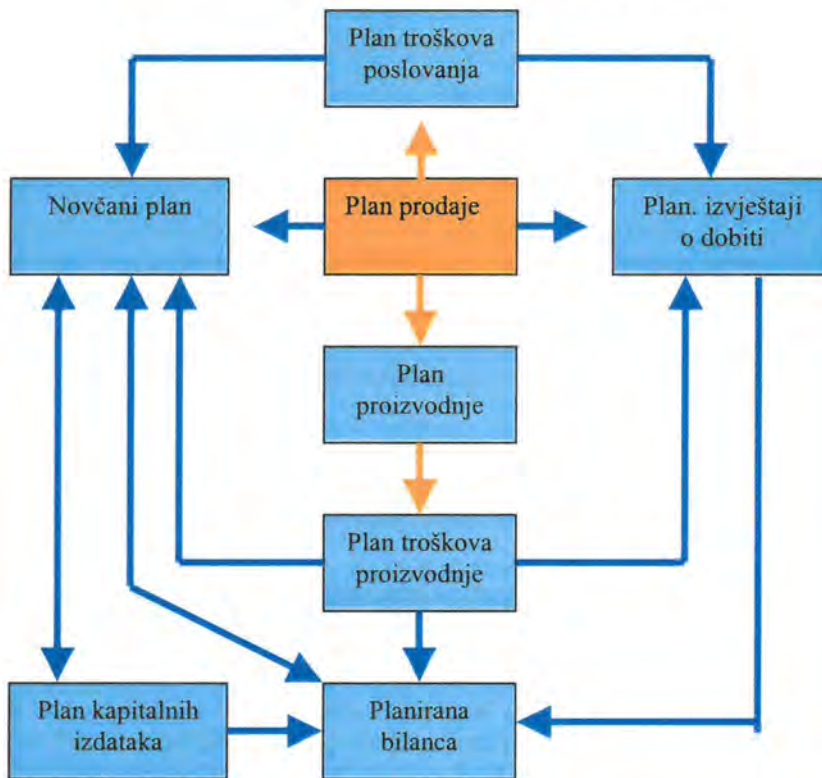 Plan troškova
poslovanja
Novčani plan
Plan prodaje
Plan. izvještaji
o dobiti
Plan
proizvodnje
Plan troškova
proizvodnje
Plan kapitalnih
izdataka
Planirana
bilanca